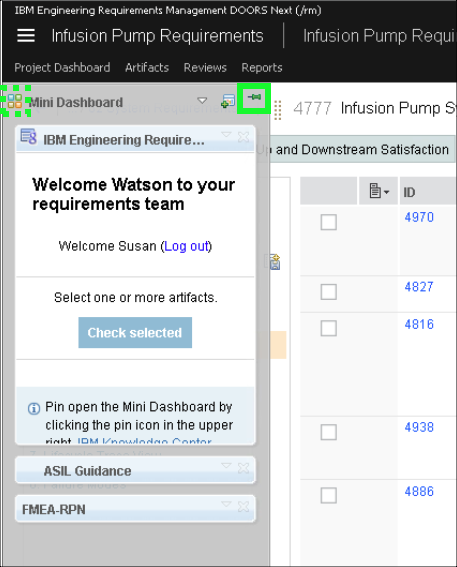 IBM Engineering Requirements Management DOORS Next (/rm)
Infusion Pump Requirements
Infusion Pump Requi
Project Dashboard Artifacts Reviews Reports
Mini Dashboard
4777 Infusion Pump S
IBM Engineering Require...
Up and Downstream Satisfaction
Welcome Watson to your
requirements team
ID
4970
Welcome Susan (Log out)
4827
Select one or more artifacts.
4816
Check selected
Pin open the Mini Dashboard by
clicking the pin icon in the upper
4938
right. IBM Knowledge Center
ASIL Guidance
4886
FMEA-RPN